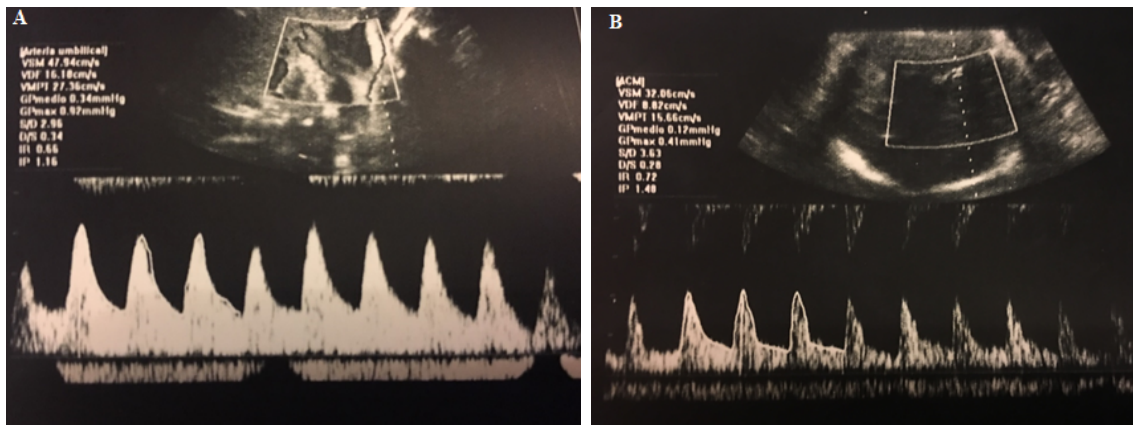 A
[Arteria umbilical]
VSM 47.94cm/s
VDF 16.18cm/s
VMPT 27.36cm/s
GPmedio 0.34mmHg
GPmax 0.92mmHg
S/D 2.96
D/S 0.34
IR 0.66
IP 1.16
B
[ACM]
VSM 32.06cm/s
VDF 8.82cm/s
VMPT 15.66cm/s
GPmedio 0.12mmHg
GPmax 0.41mmHg
S/D 3.63
D/S 0.28
IR 0.72
IP 1.48